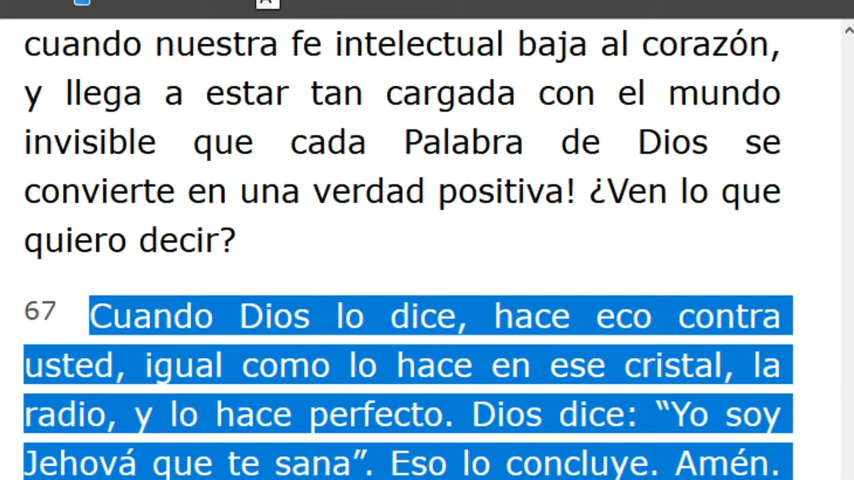 cuando nuestra fe intelectual baja al corazón,
y llega a estar tan cargada con el mundo
invisible que cada Palabra de Dios se
convierte en una verdad positiva! ¿Ven lo que
quiero decir?
67 Cuando Dios lo dice, hace eco contra
usted, igual como lo hace en ese cristal, la
radio, y lo hace perfecto. Dios dice: “Yo soy
Jehová que te sana”. Eso lo concluye. Amén.